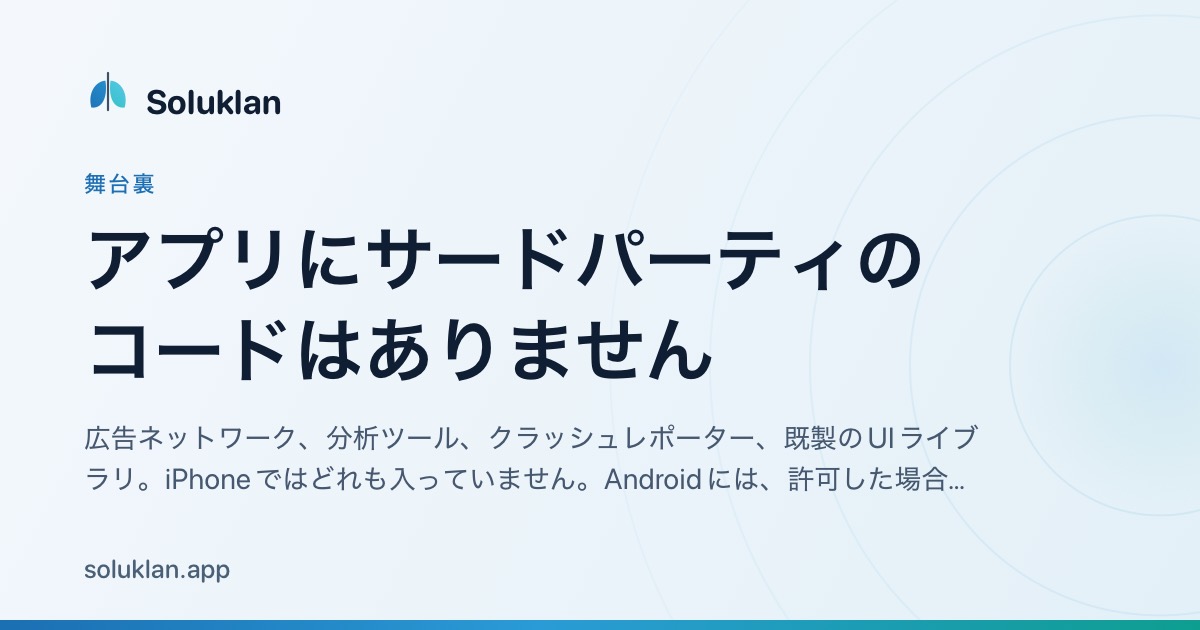 Soluklan
舞台裏
アプリにサードパーティの
コードはありません
広告ネットワーク、分析ツール、クラッシュレポーター、既製のUIライブ
ラリ。iPhoneではどれも入っていません。Androidには、許可した場合…
soluklan.app